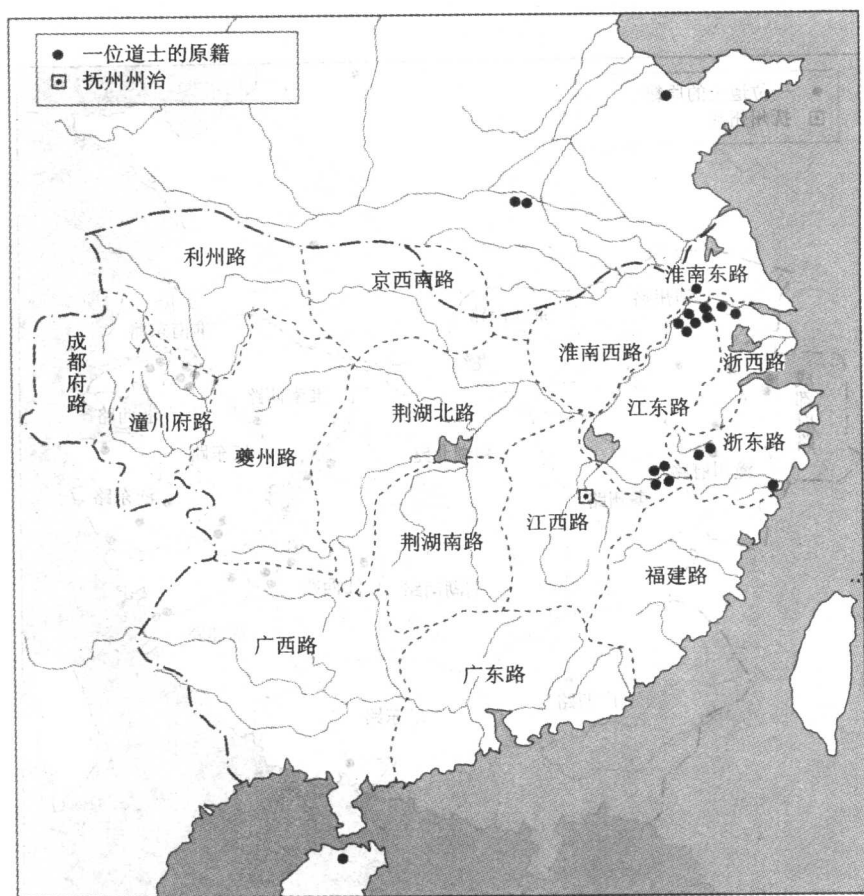 一位道士的原籍
抚州州治
利州路
京西南路
淮南东路
成都府路
淮南西路
浙西路
潼川府路
荆湖北路
江东路
夔州路
浙东路
江西路
荆湖南路
福建路
广西路
广东路